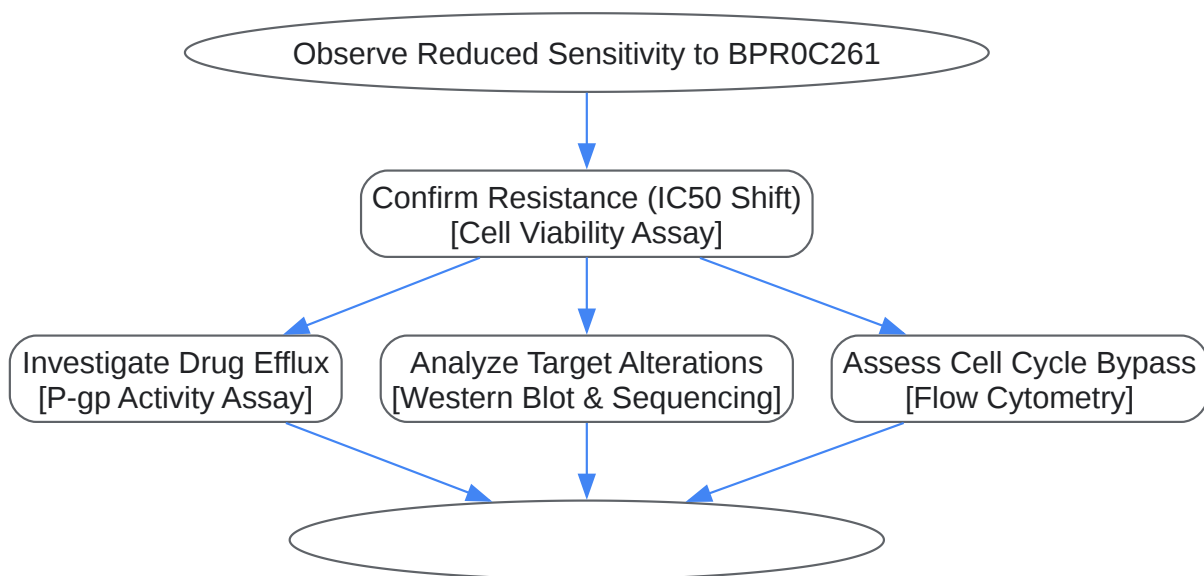 Observe Reduced Sensitivity to BPR0C261
Confirm Resistance (IC50 Shift)
[Cell Viability Assay]
Investigate Drug Efflux
[P-gp Activity Assay]
Analyze Target Alterations
[Western Blot & Sequencing]
Assess Cell Cycle Bypass
[Flow Cytometry]